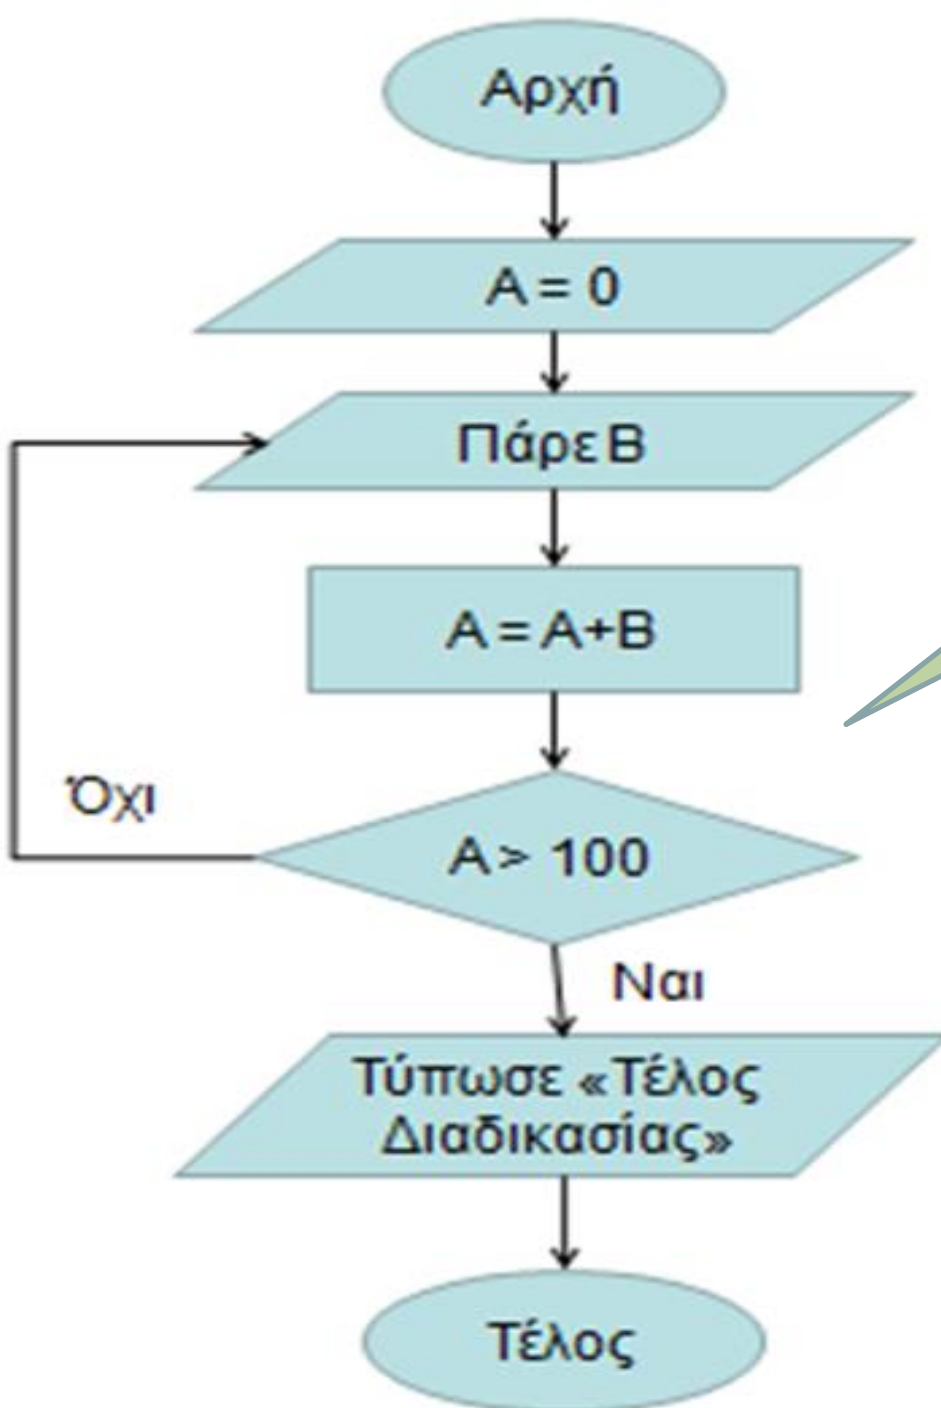 Αρχή
Α = 0
Πάρε Β
Α = Α+Β
Όχι
Α > 100
Ναι
Τύπωσε «Τέλος
Διαδικασίας»
Τέλος